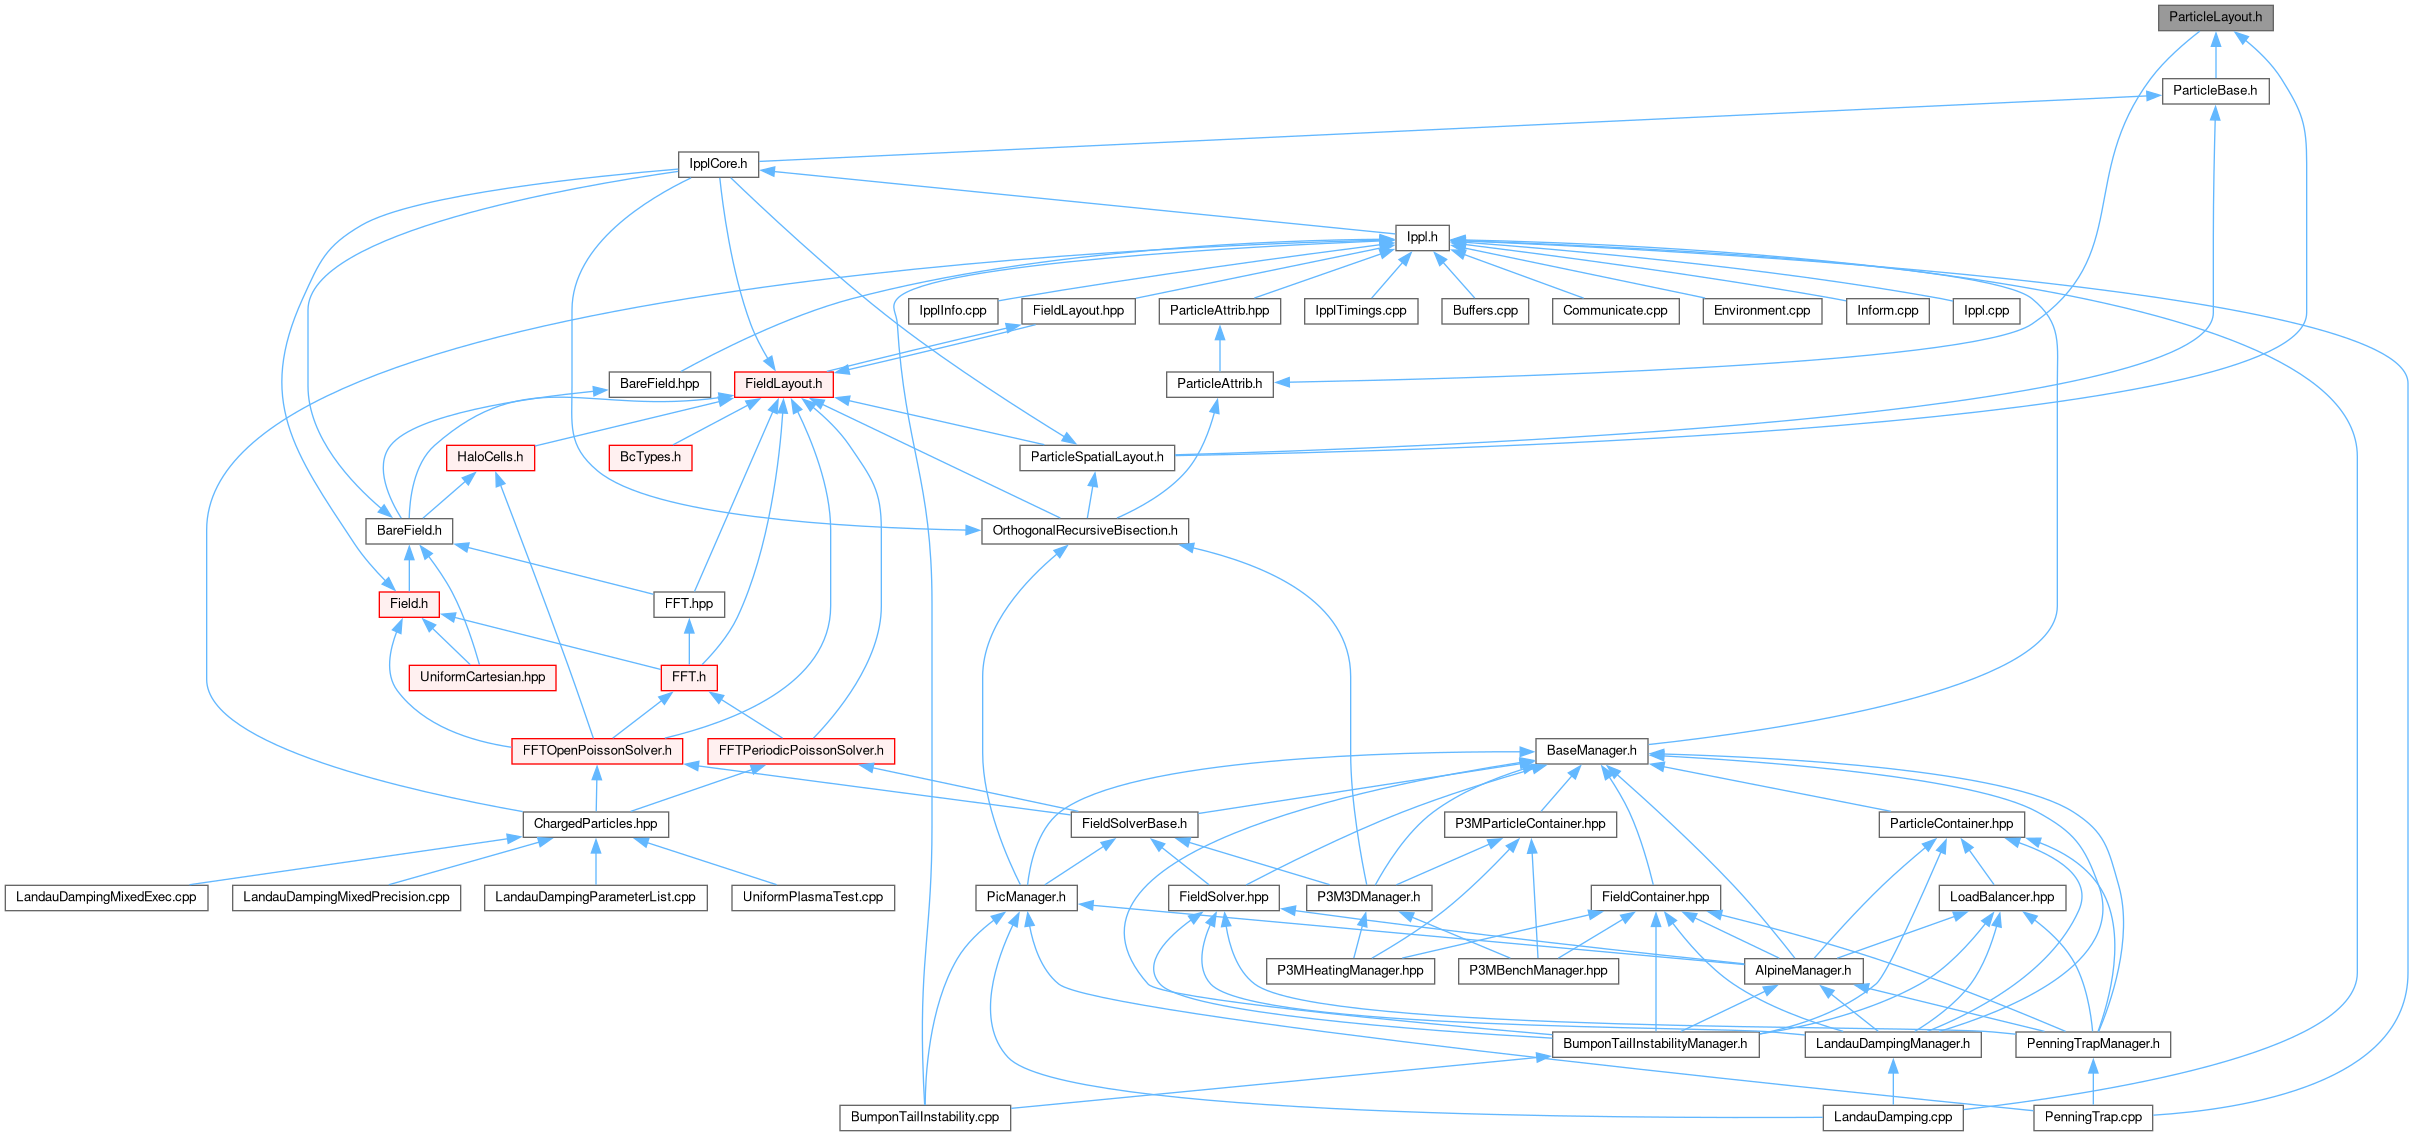 ParticleLayout.h
ParticleBase.h
IpplCore.h
Ippl.h
IpplInfo.cpp
FieldLayout.hpp
ParticleAttrib.hpp
IpplTimings.cpp
Buffers.cpp
Communicate.cpp
Environment.cpp
Inform.cpp
Ippl.cpp
BareField.hpp
FieldLayout.h
ParticleAttrib.h
HaloCells.h
BcTypes.h
ParticleSpatialLayout.h
BareField.h
OrthogonalRecursiveBisection.h
Field.h
FFT.hpp
UniformCartesian.hpp
FFT.h
FFTOpenPoissonSolver.h
FFTPeriodicPoissonSolver.h
BaseManager.h
ChargedParticles.hpp
FieldSolverBase.h
P3MParticleContainer.hpp
ParticleContainer.hpp
LandauDampingMixedExec.cpp
LandauDampingMixedPrecision.cpp
LandauDampingParameterList.cpp
UniformPlasmaTest.cpp
PicManager.h
FieldSolver.hpp
P3M3DManager.h
FieldContainer.hpp
LoadBalancer.hpp
P3MHeatingManager.hpp
P3MBenchManager.hpp
AlpineManager.h
BumponTailInstabilityManager.h
LandauDampingManager.h
PenningTrapManager.h
BumponTailInstability.cpp
LandauDamping.cpp
PenningTrap.cpp